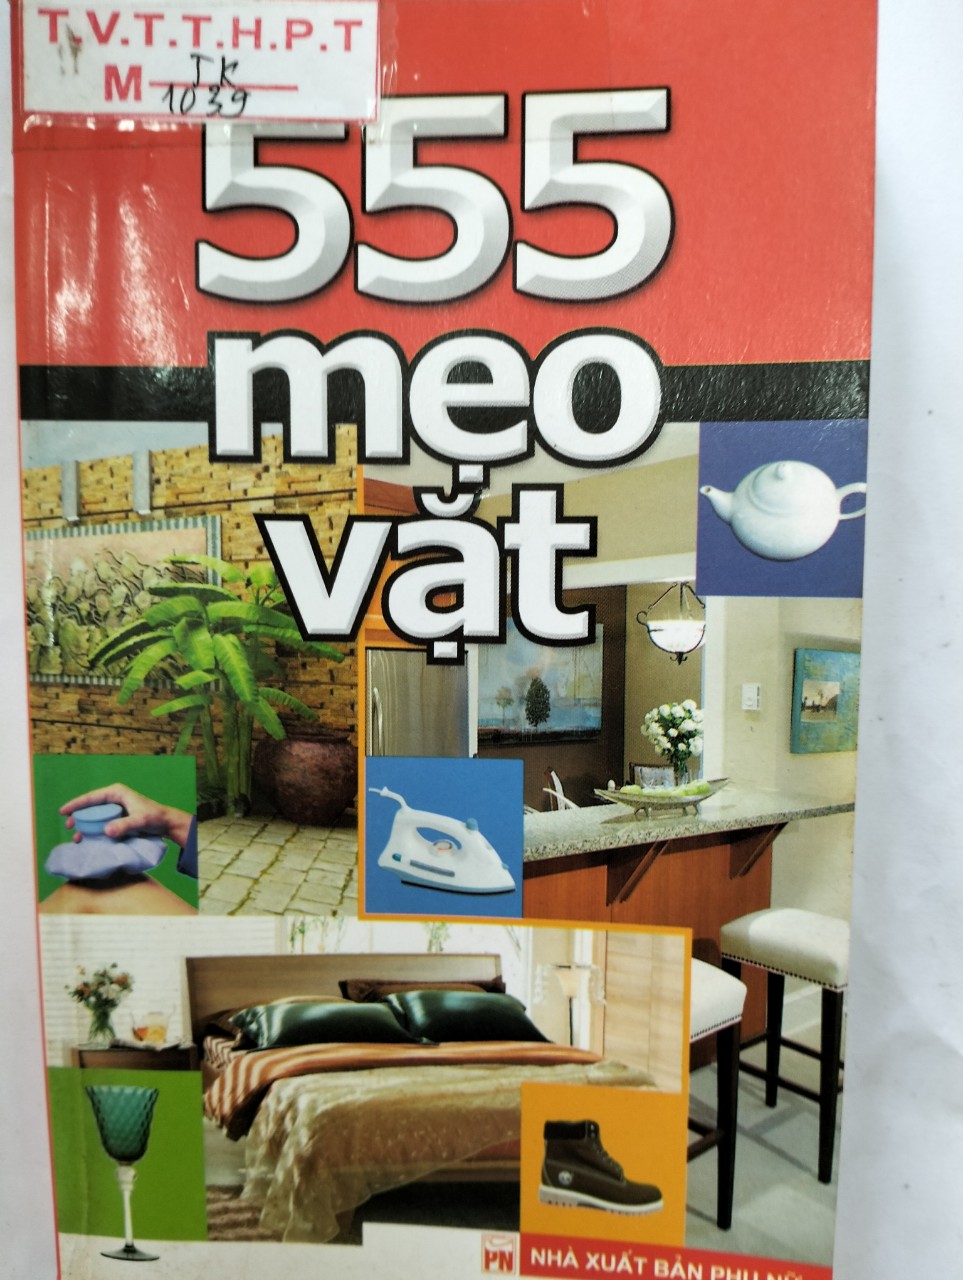 T.V.T.T.H.P.T
M TK
1039
555
mẹo
vặt
PN NHÀ XUẤT BẢN PHỤ NỮ